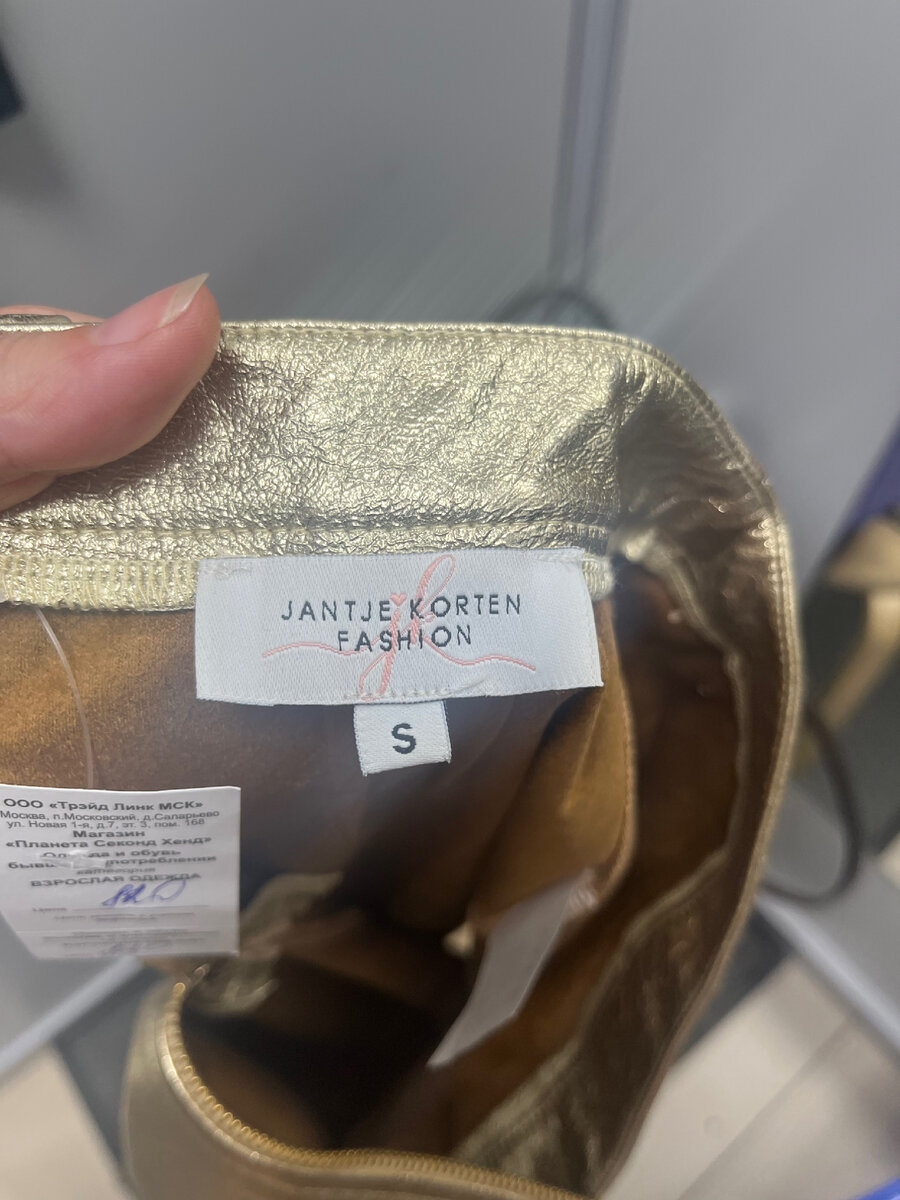 JANTJE KORTEN
FASHION
S
ООО «Трэйд Линк МСК»
Москва, п.Московский, д.Саларьево
ул. Новая 1-я, д.7, эт. 3, пом. 168
Магазин
«Планета Секонд Хенд»
и обувь
ВЗРОСЛАЯ ОДЕЖДА